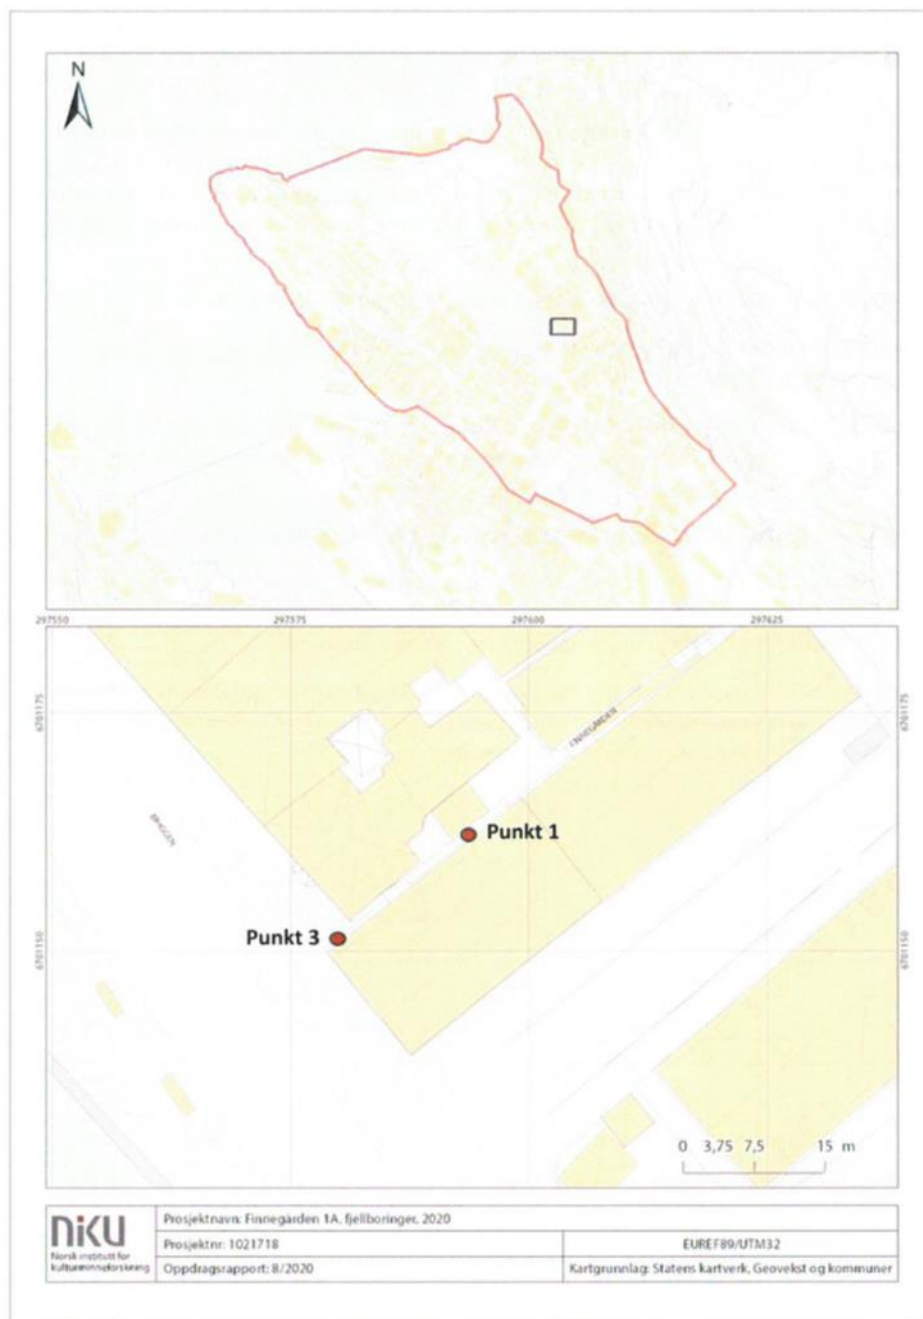 N
297550 297575 297600 297625
6701175 6701175
FINNEGÅRDEN
BRYGGEN
Punkt 1
Punkt 3
6701150 6701150
0 3,75 7,5 15 m
niku
Norsk institutt for
kulturminneforskning
Prosjektnavn: Finnegården 1A, fjellboringer, 2020
Prosjektnr: 1021718
EUREF89/UTM32
Oppdragsrapport: 8/2020
Kartgrunnlag: Statens kartverk, Geovekst og kommuner